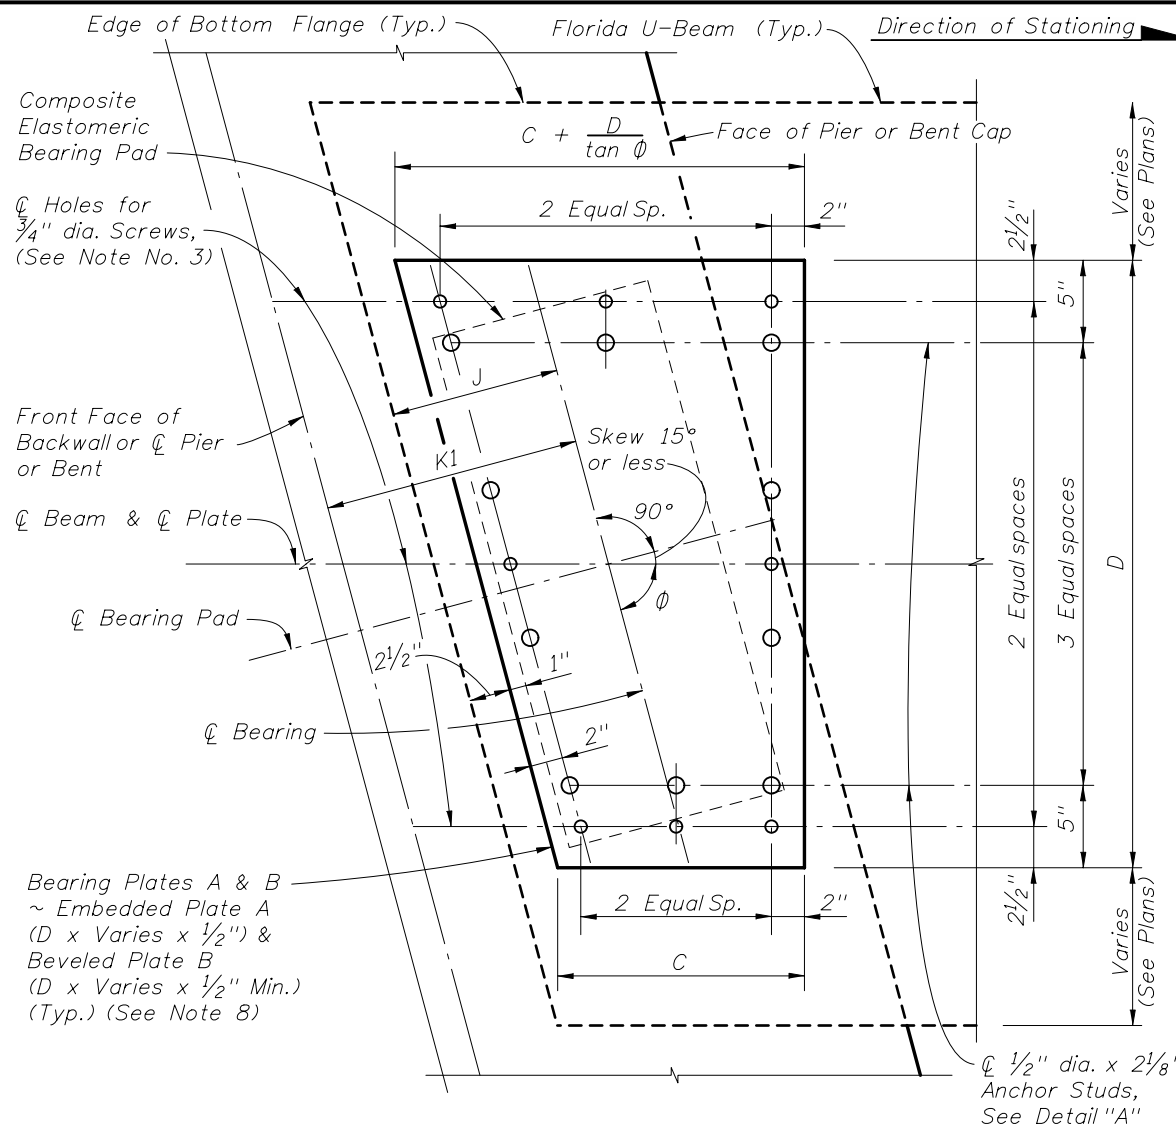 Edge of Bottom Flange (Typ.)
Florida U-Beam (Typ.)
Direction of Stationing
Composite
Elastomeric
Bearing Pad
C + D / tan ϕ
Face of Pier or Bent Cap
Varies
(See Plans)
℄ Holes for
3/4" dia. Screws,
(See Note No. 3)
2 Equal Sp.
2"
2 1/2"
5"
J
Front Face of
Backwall or ℄ Pier
or Bent
K1
Skew 15°
or less
90°
℄ Beam & ℄ Plate
ϕ
2 Equal spaces
3 Equal spaces
D
℄ Bearing Pad
2 1/2"
1"
℄ Bearing
2"
5"
Bearing Plates A & B
~ Embedded Plate A
(D x Varies x 1/2") &
Beveled Plate B
(D x Varies x 1/2" Min.)
(Typ.) (See Note 8)
2 Equal Sp.
2"
2 1/2"
C
Varies
(See Plans)
℄ 1/2" dia. x 2 1/8"
Anchor Studs,
See Detail "A"